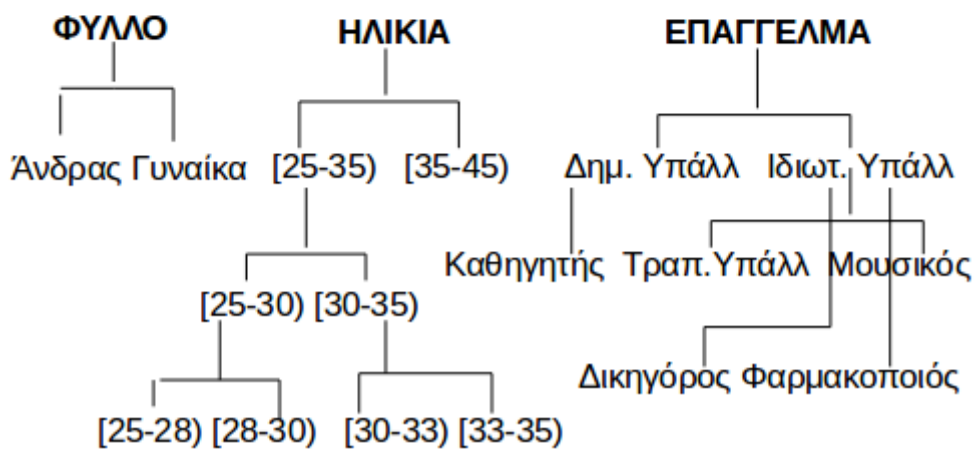 ΦΥΛΛΟ ΗΛΙΚΙΑ ΕΠΑΓΓΕΛΜΑ
Άνδρας Γυναίκα [25-35) [35-45) Δημ. Υπάλλ Ιδιωτ. Υπάλλ
Καθηγητής Τραπ.Υπάλλ Μουσικός
[25-30) [30-35)
Δικηγόρος Φαρμακοποιός
[25-28) [28-30) [30-33) [33-35)